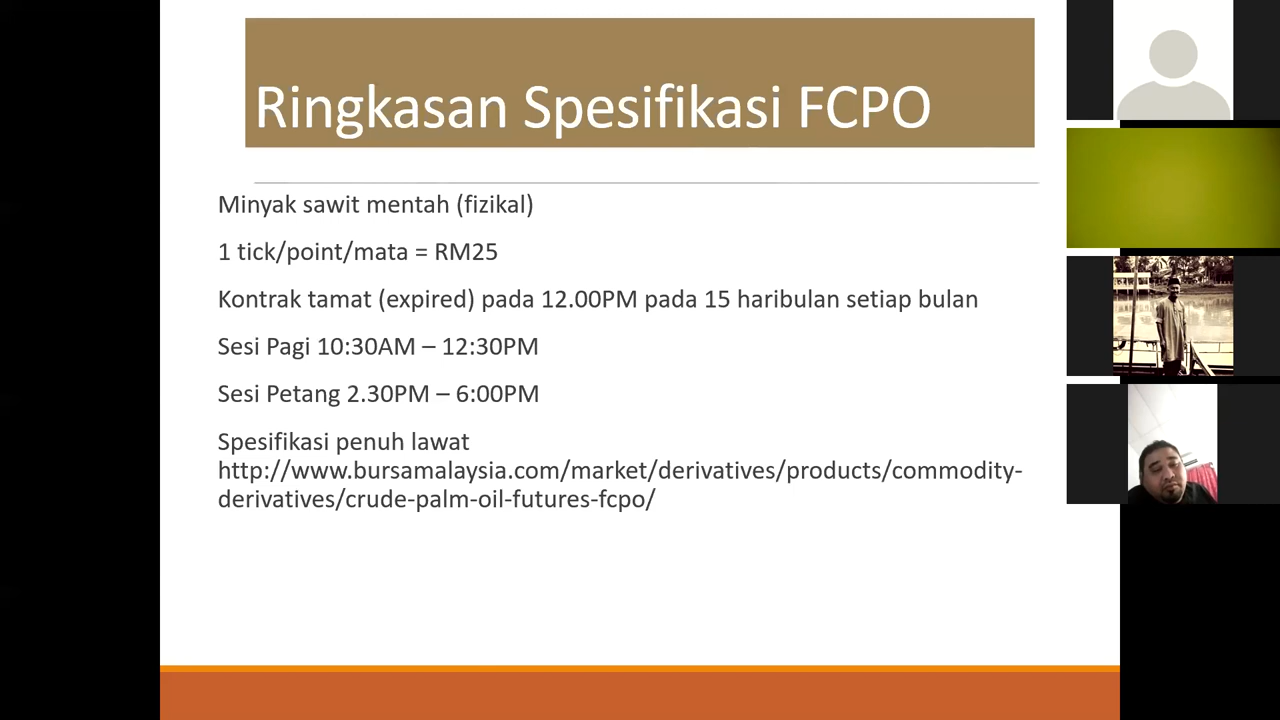 Ringkasan Spesifikasi FCPO
Minyak sawit mentah (fizikal)
1 tick/point/mata = RM25
Kontrak tamat (expired) pada 12.00PM pada 15 haribulan setiap bulan
Sesi Pagi 10:30AM – 12:30PM
Sesi Petang 2.30PM – 6:00PM
Spesifikasi penuh lawat
http://www.bursamalaysia.com/market/derivatives/products/commodity-
derivatives/crude-palm-oil-futures-fcpo/